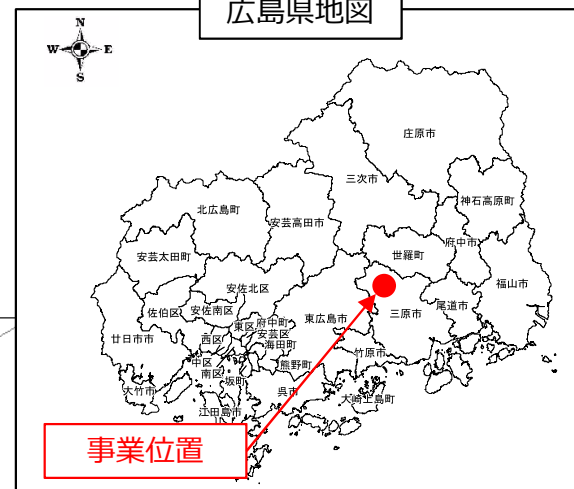 広島県地図
N
W E
S
庄原市
三次市
神石高原町
北広島町
安芸高田市
府中市
世羅町
安芸太田町
福山市
安佐北区
尾道市
佐伯区
安佐南区
東広島市
三原市
府中町
東区
安芸区
廿日市市
西区
海田町
竹原市
中区
熊野町
南区
坂町
大竹市
呉市
大崎上島町
江田島市
事業位置